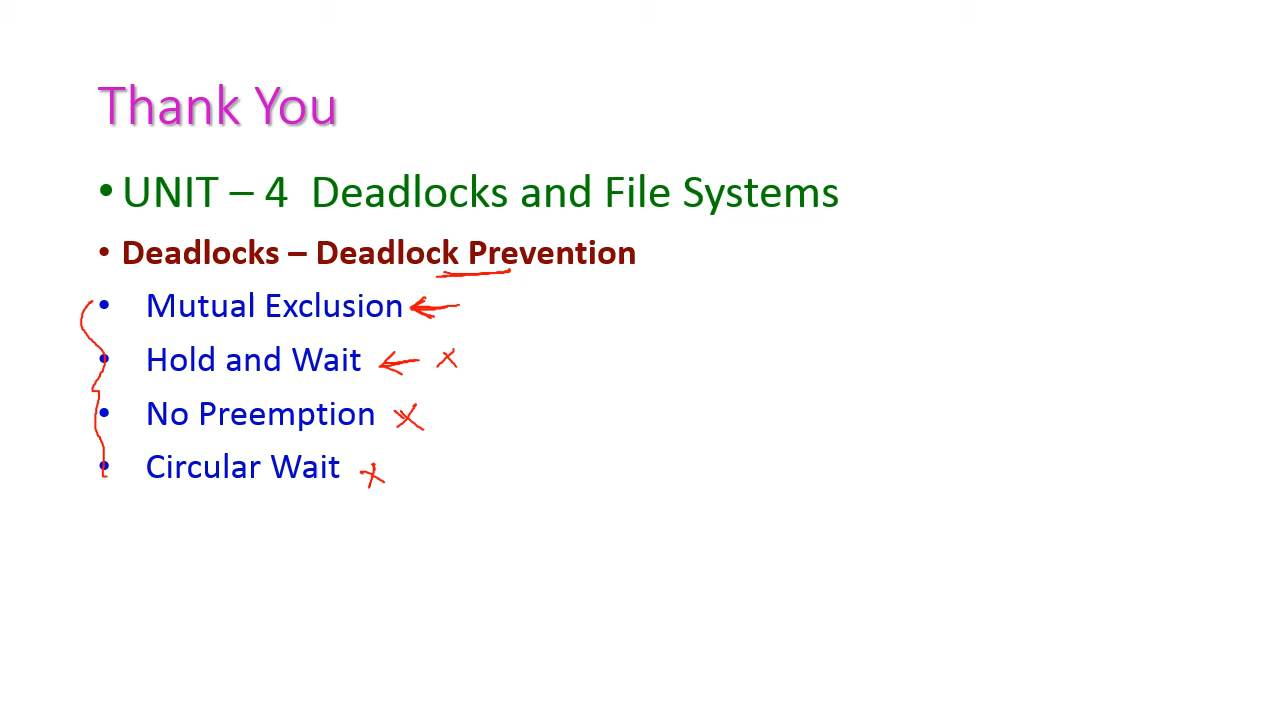 Thank You
• UNIT – 4 Deadlocks and File Systems
• Deadlocks – Deadlock Prevention
• Mutual Exclusion
• Hold and Wait
• No Preemption
• Circular Wait